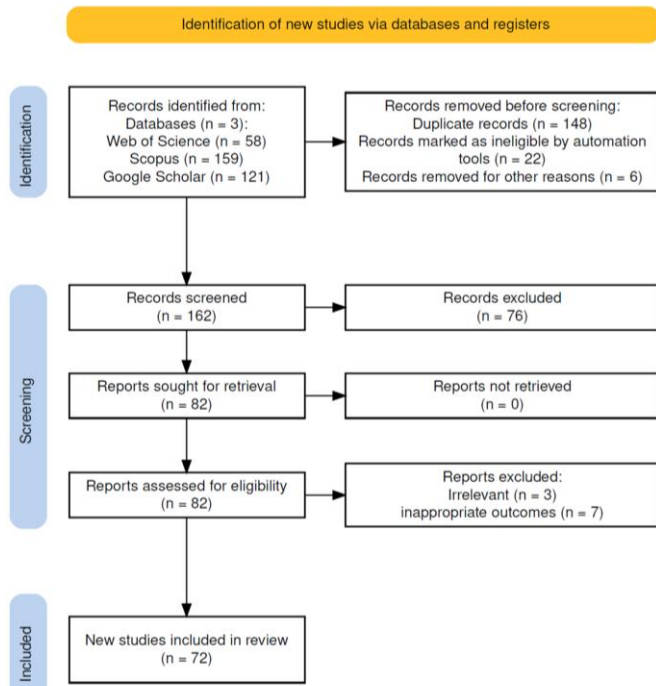 Identification of new studies via databases and registers
Identification
Records identified from:
Databases (n = 3):
Web of Science (n = 58)
Scopus (n = 159)
Google Scholar (n = 121)
Records removed before screening:
Duplicate records (n = 148)
Records marked as ineligible by automation
tools (n = 22)
Records removed for other reasons (n = 6)
Screening
Records screened
(n = 162)
Records excluded
(n = 76)
Reports sought for retrieval
(n = 82)
Reports not retrieved
(n = 0)
Reports assessed for eligibility
(n = 82)
Reports excluded:
Irrelevant (n = 3)
inappropriate outcomes (n = 7)
Included
New studies included in review
(n = 72)